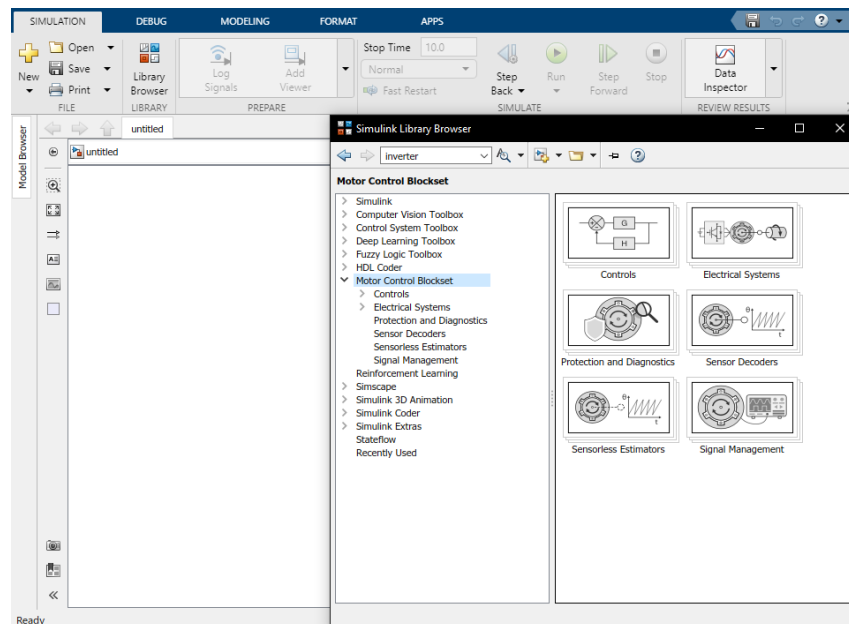 SIMULATION DEBUG MODELING FORMAT APPS
New
Open
Save
Print
FILE
Library
Browser
LIBRARY
Log
Signals
Add
Viewer
PREPARE
Stop Time 10.0
Normal
Fast Restart
Step
Back
Run
Step
Forward
Stop
SIMULATE
Data
Inspector
REVIEW RESULTS
Model Browser
untitled
untitled
Simulink Library Browser
inverter
Motor Control Blockset
Simulink
Computer Vision Toolbox
Control System Toolbox
Deep Learning Toolbox
Fuzzy Logic Toolbox
HDL Coder
Motor Control Blockset
Controls
Electrical Systems
Protection and Diagnostics
Sensor Decoders
Sensorless Estimators
Signal Management
Reinforcement Learning
Simscape
Simulink 3D Animation
Simulink Coder
Simulink Extras
Stateflow
Recently Used
G
H
Controls
Electrical Systems
Protection and Diagnostics
θ
t
Sensor Decoders
θ
t
Sensorless Estimators
Signal Management
Ready